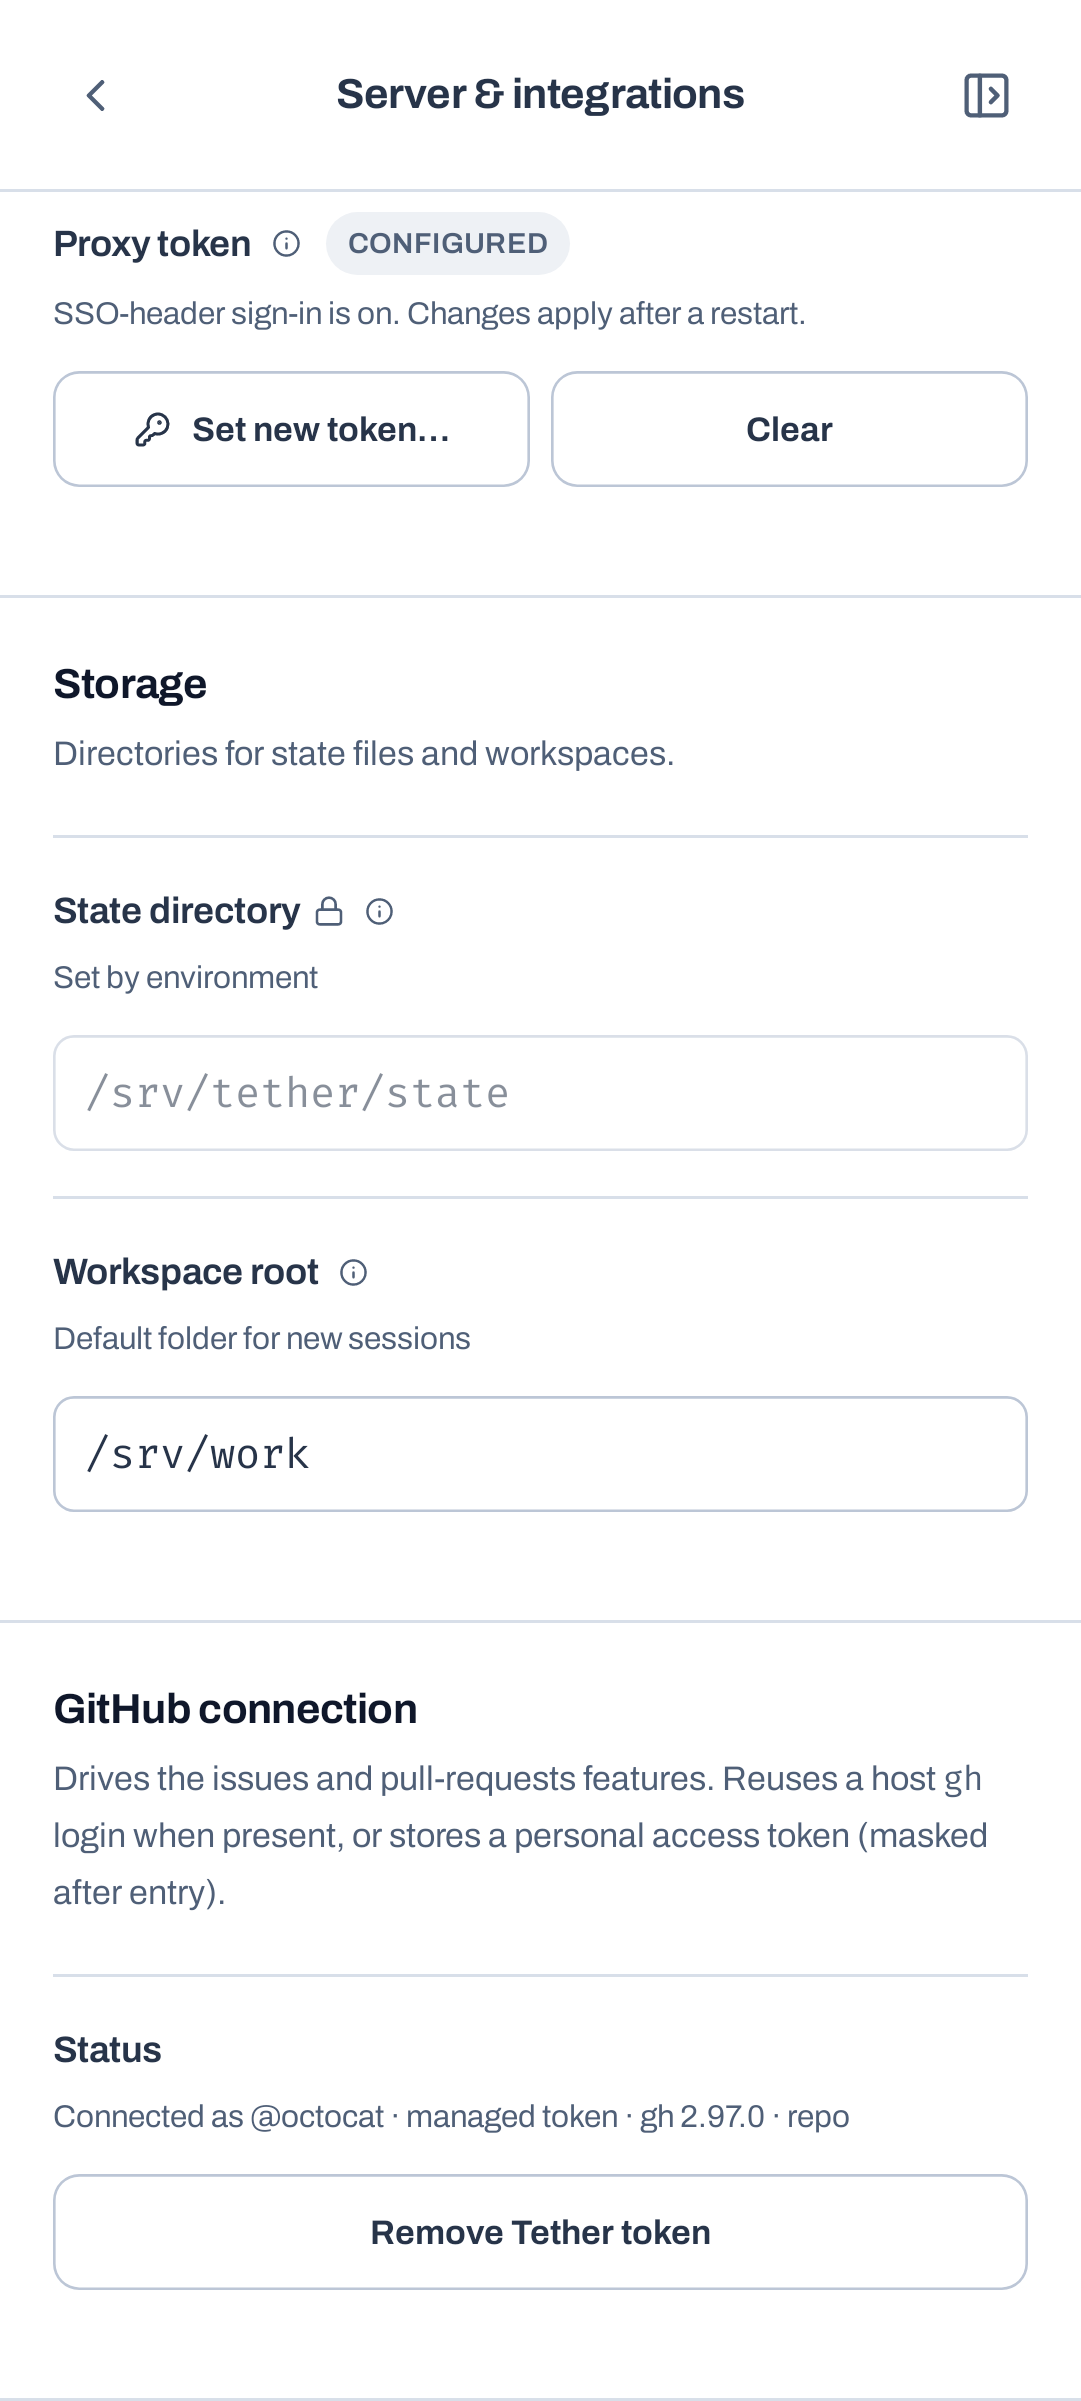 Server & integrations
Proxy token CONFIGURED
SSO-header sign-in is on. Changes apply after a restart.
Set new token...
Clear
Storage
Directories for state files and workspaces.
State directory
Set by environment
/srv/tether/state
Workspace root
Default folder for new sessions
/srv/work
GitHub connection
Drives the issues and pull-requests features. Reuses a host gh
login when present, or stores a personal access token (masked
after entry).
Status
Connected as @octocat · managed token · gh 2.97.0 · repo
Remove Tether token